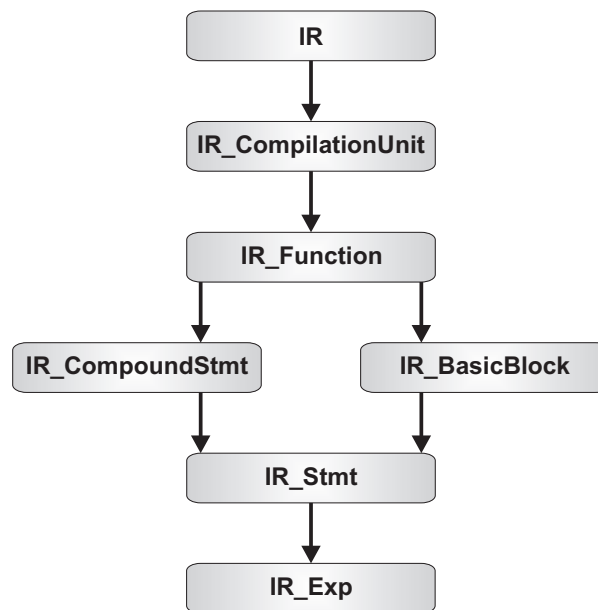 IR
IR_CompilationUnit
IR_Function
IR_CompoundStmt
IR_BasicBlock
IR_Stmt
IR_Exp